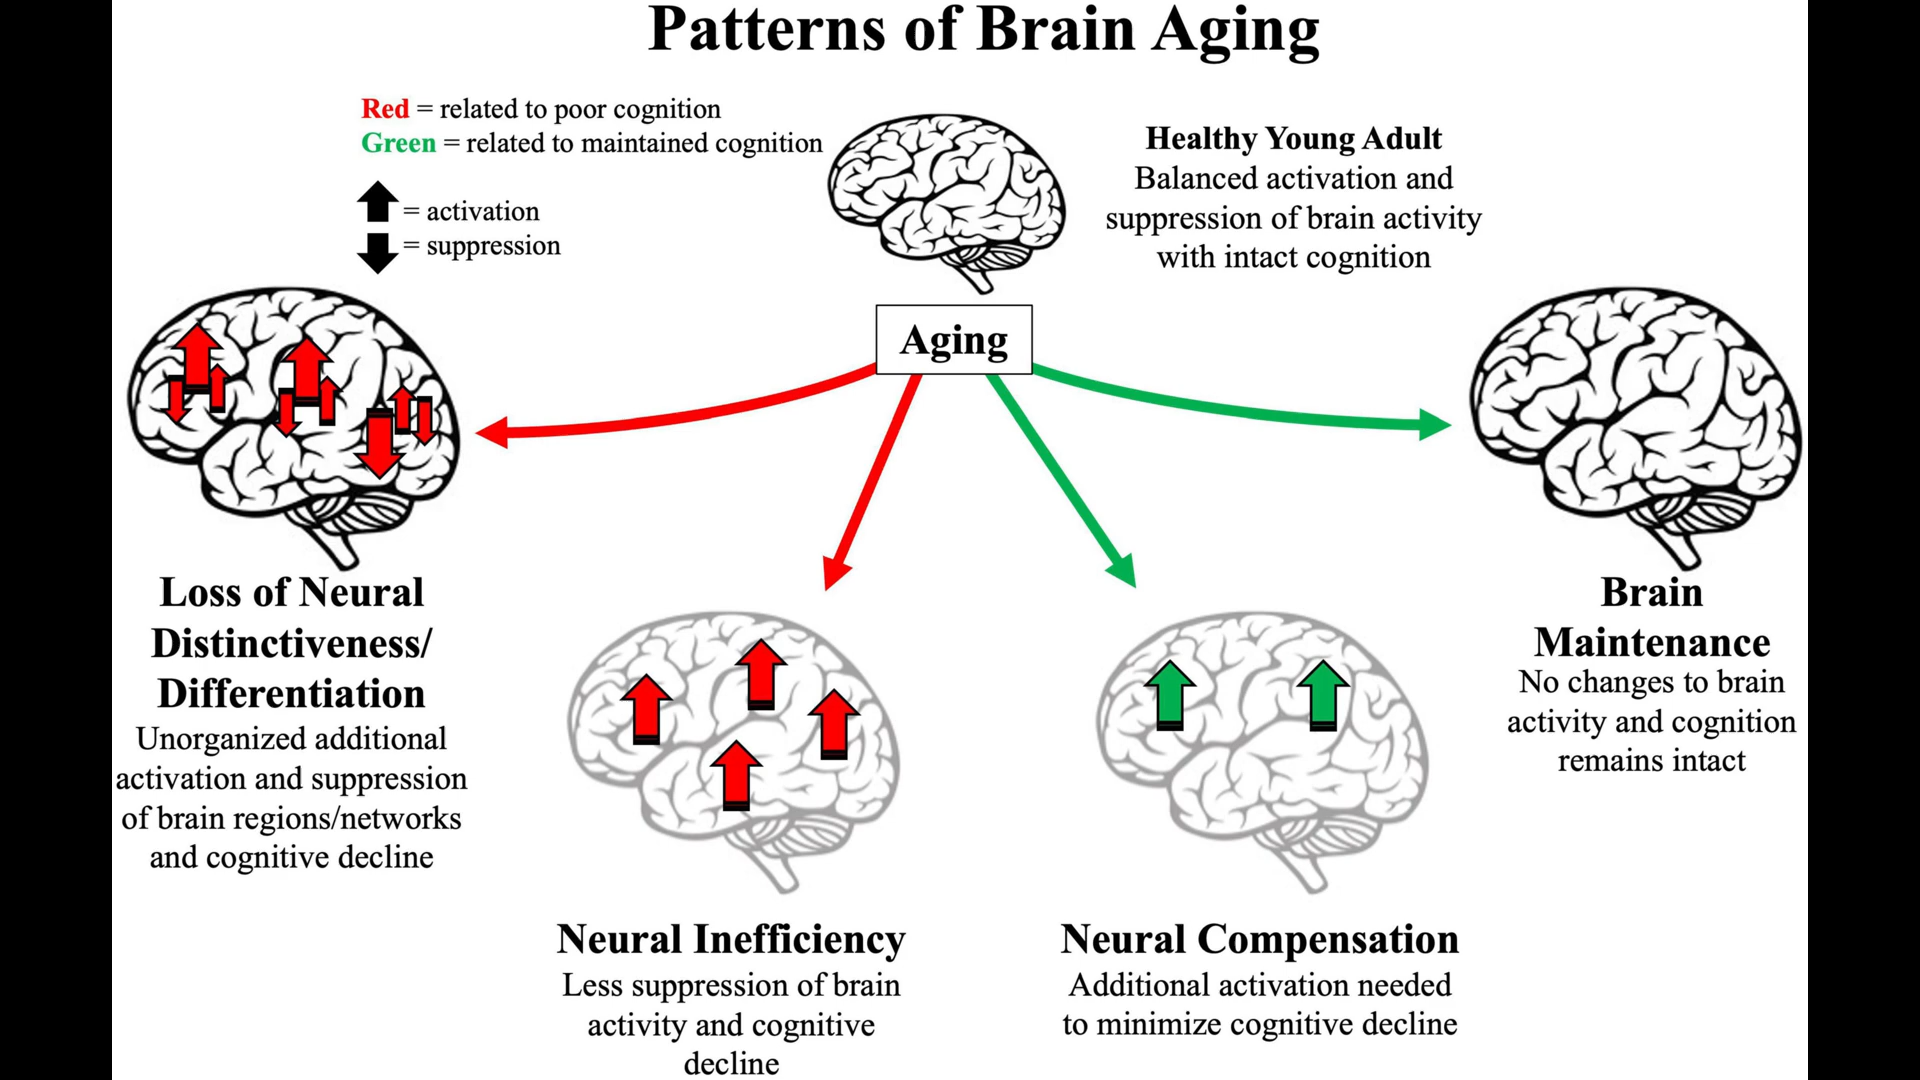 Patterns of Brain Aging
Red = related to poor cognition
Green = related to maintained cognition
= activation
= suppression
Healthy Young Adult
Balanced activation and
suppression of brain activity
with intact cognition
Aging
Loss of Neural
Distinctiveness/
Differentiation
Unorganized additional
activation and suppression
of brain regions/networks
and cognitive decline
Neural Inefficiency
Less suppression of brain
activity and cognitive
decline
Neural Compensation
Additional activation needed
to minimize cognitive decline
Brain
Maintenance
No changes to brain
activity and cognition
remains intact